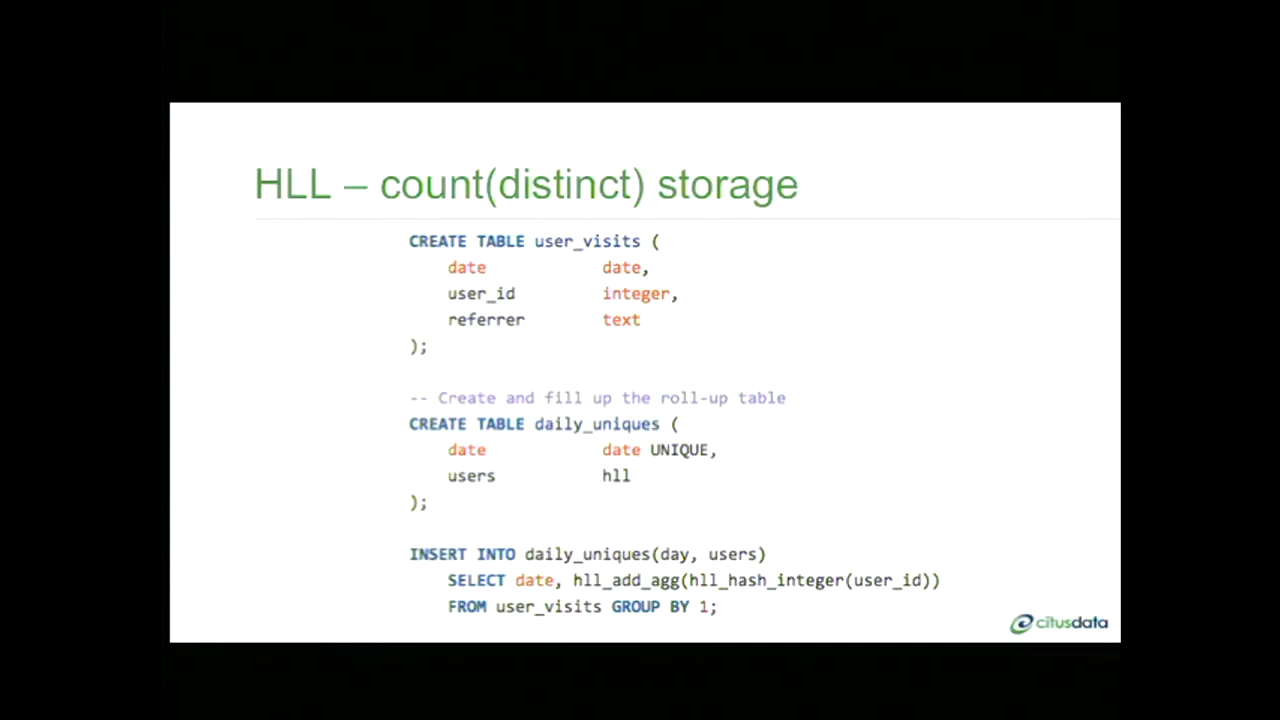 HLL – count(distinct) storage
CREATE TABLE user_visits (
date date,
user_id integer,
referrer text
);
-- Create and fill up the roll-up table
CREATE TABLE daily_uniques (
date date UNIQUE,
users hll
);
INSERT INTO daily_uniques(day, users)
SELECT date, hll_add_agg(hll_hash_integer(user_id))
FROM user_visits GROUP BY 1;
citusdata